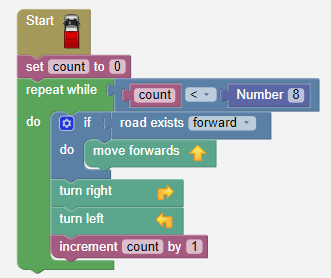 Start
set count to 0
repeat while count < Number 8
do if road exists forward
do move forwards
turn right
turn left
increment count by 1